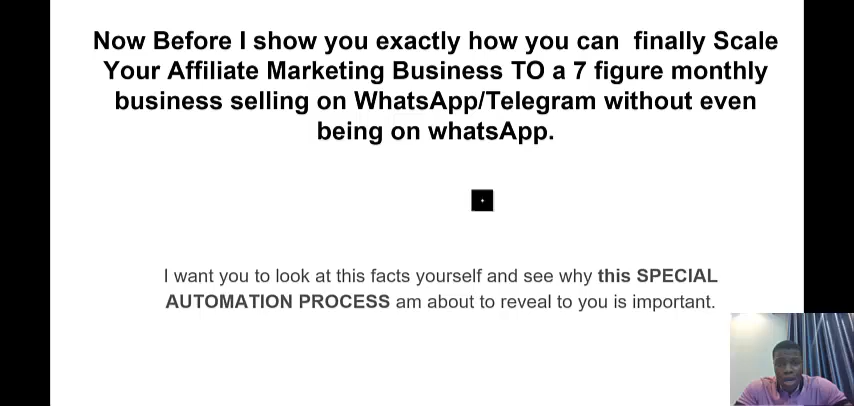 Now Before I show you exactly how you can  finally Scale
Your Affiliate Marketing Business TO a 7 figure monthly
business selling on WhatsApp/Telegram without even
being on whatsApp.
I want you to look at this facts yourself and see why this SPECIAL
AUTOMATION PROCESS am about to reveal to you is important.